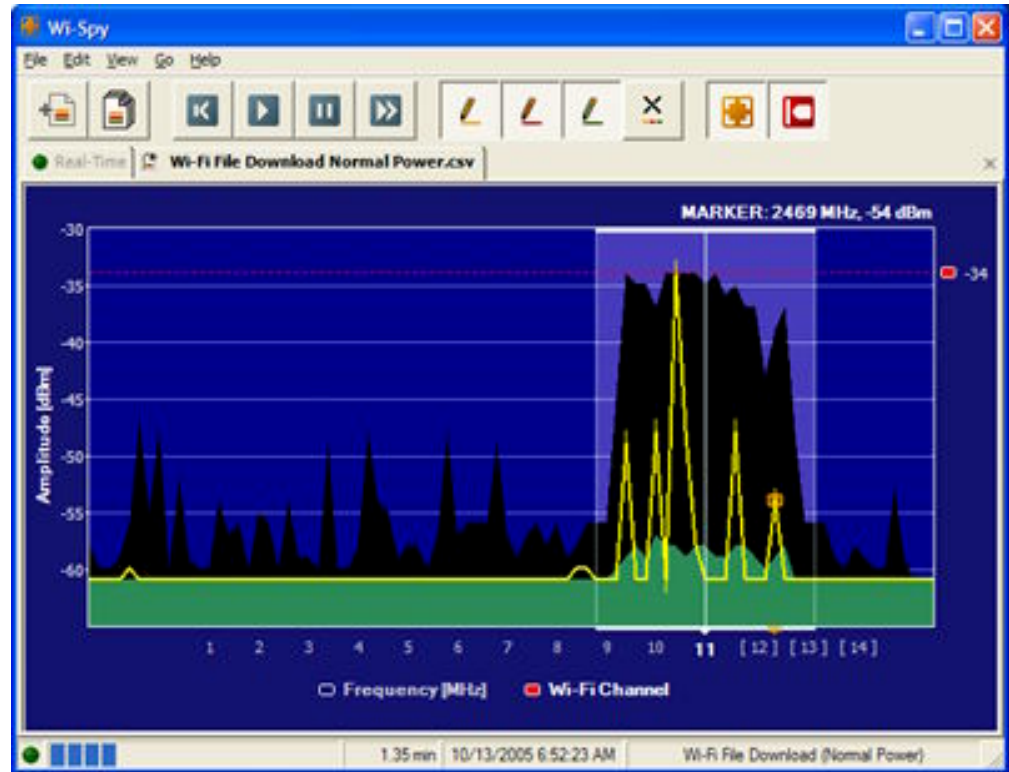 Wi-Spy
File Edit View Go Help
Real-Time Wi-Fi File Download Normal Power.csv
MARKER: 2469 MHz, -54 dBm
-30
-34
-35
-40
-45
-50
-55
-60
Amplitude [dBm]
1 2 3 4 5 6 7 8 9 10 11 [12] [13] [14]
Frequency [MHz] Wi-Fi Channel
1.35 min 10/13/2005 6:52:23 AM Wi-Fi File Download (Normal Power)